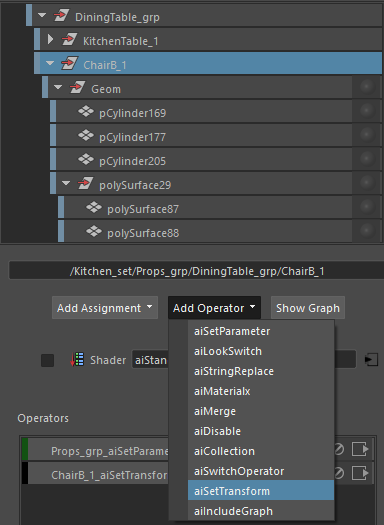 DiningTable_grp
KitchenTable_1
ChairB_1
Geom
pCylinder169
pCylinder177
pCylinder205
polySurface29
polySurface87
polySurface88
/Kitchen_set/Props_grp/DiningTable_grp/ChairB_1
Add Assignment Add Operator Show Graph
aiSetParameter
aiLookSwitch
aiStringReplace
aiMaterialx
aiMerge
aiDisable
aiCollection
aiSwitchOperator
aiSetTransform
aiIncludeGraph
Shader aiStan
Operators
Props_grp_aiSetParame
ChairB_1_aiSetTransform